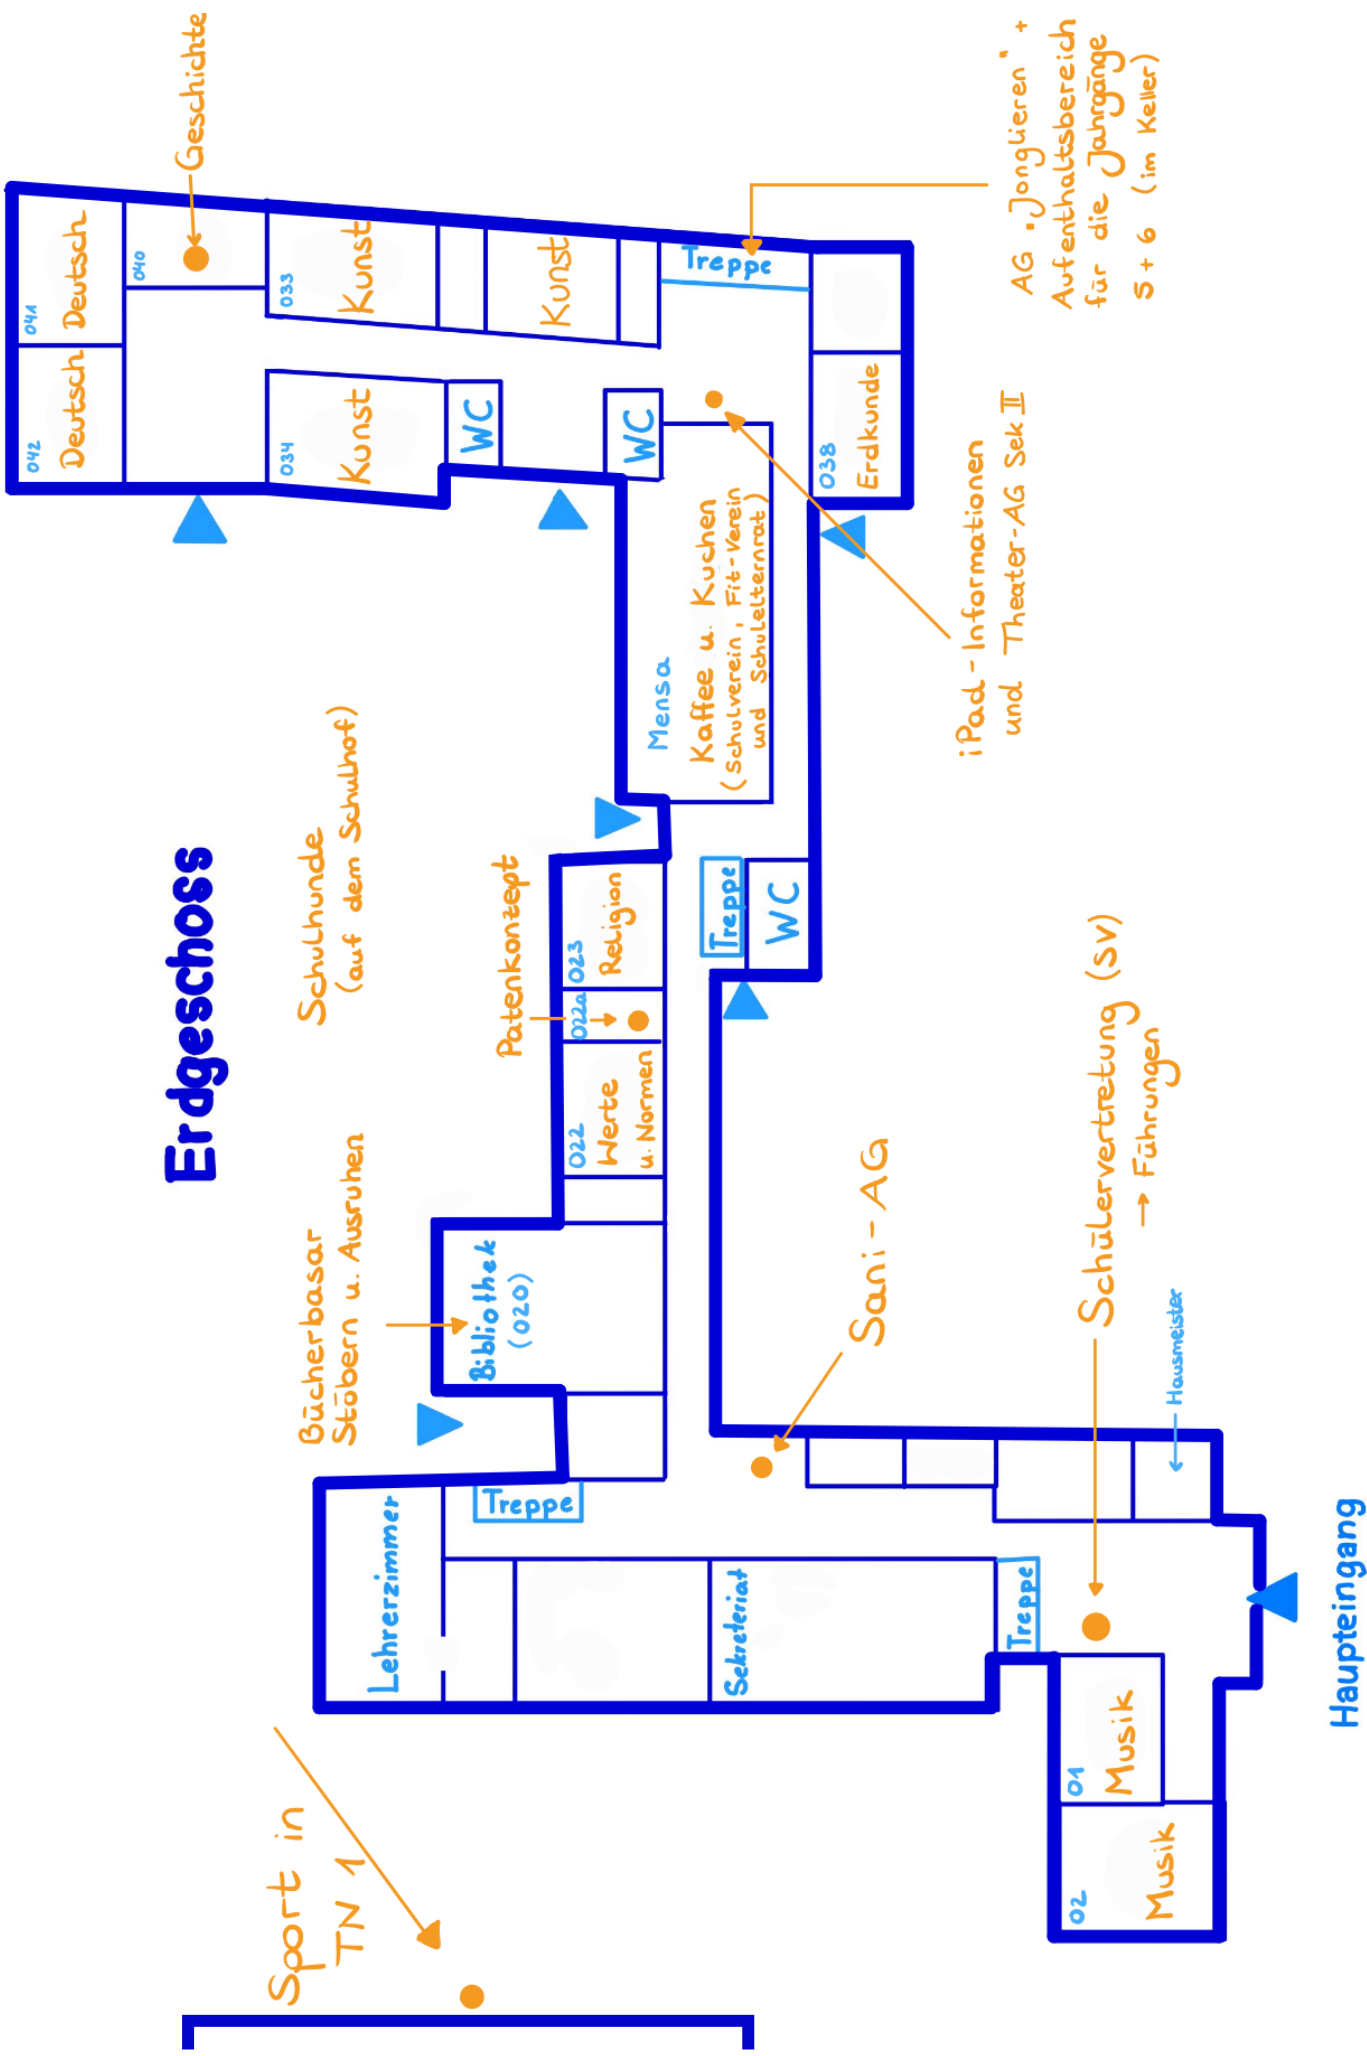 Erdgeschoss
Sport in
TN 1
Bücherbasar
Stöbern u. Ausruhen
Schulhunde
(auf dem Schulhof)
Geschichte
042
Deutsch
041
Deutsch
040
033
Kunst
034
Kunst
WC
Kunst
WC
Treppe
Lehrerzimmer
Treppe
Bibliothek
(020)
Patenkonzept
022
Werte
u. Normen
022a
023
Religion
Mensa
Kaffee u. Kuchen
(Schulverein, Fit-Verein
und Schulelternrat)
Treppe
WC
038
Erdkunde
Sekreteriat
Treppe
Sani-AG
iPad-Informationen
und Theater-AG Sek II
AG "Jonglieren" +
Aufenthaltsbereich
für die Jahrgänge
5 + 6 (im Keller)
Schülervertretung (SV)
→ Führungen
Hausmeister
02
Musik
01
Musik
Haupteingang